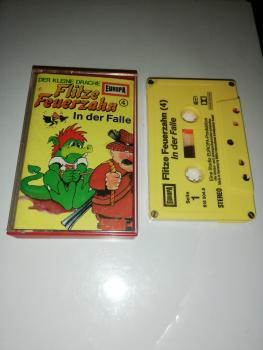 DER KLEINE DRACHE
EUROPA
Flitze
Feuerzahn
4
In der Falle
Flitze Feuerzahn (4)
In der Falle
EUROPA
Seite
1
STEREO